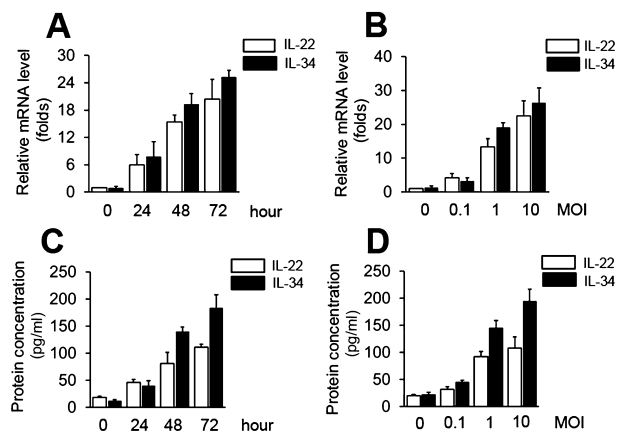 A
IL-22
IL-34
Relative mRNA level
(folds)
30
24
18
12
6
0
0 24 48 72 hour
B
IL-22
IL-34
Relative mRNA level
(folds)
40
30
20
10
0
0 0.1 1 10 MOI
C
IL-22
IL-34
Protein concentration
(pg/ml)
250
200
150
100
50
0
0 24 48 72 hour
D
IL-22
IL-34
Protein concentration
(pg/ml)
250
200
150
100
50
0
0 0.1 1 10 MOI